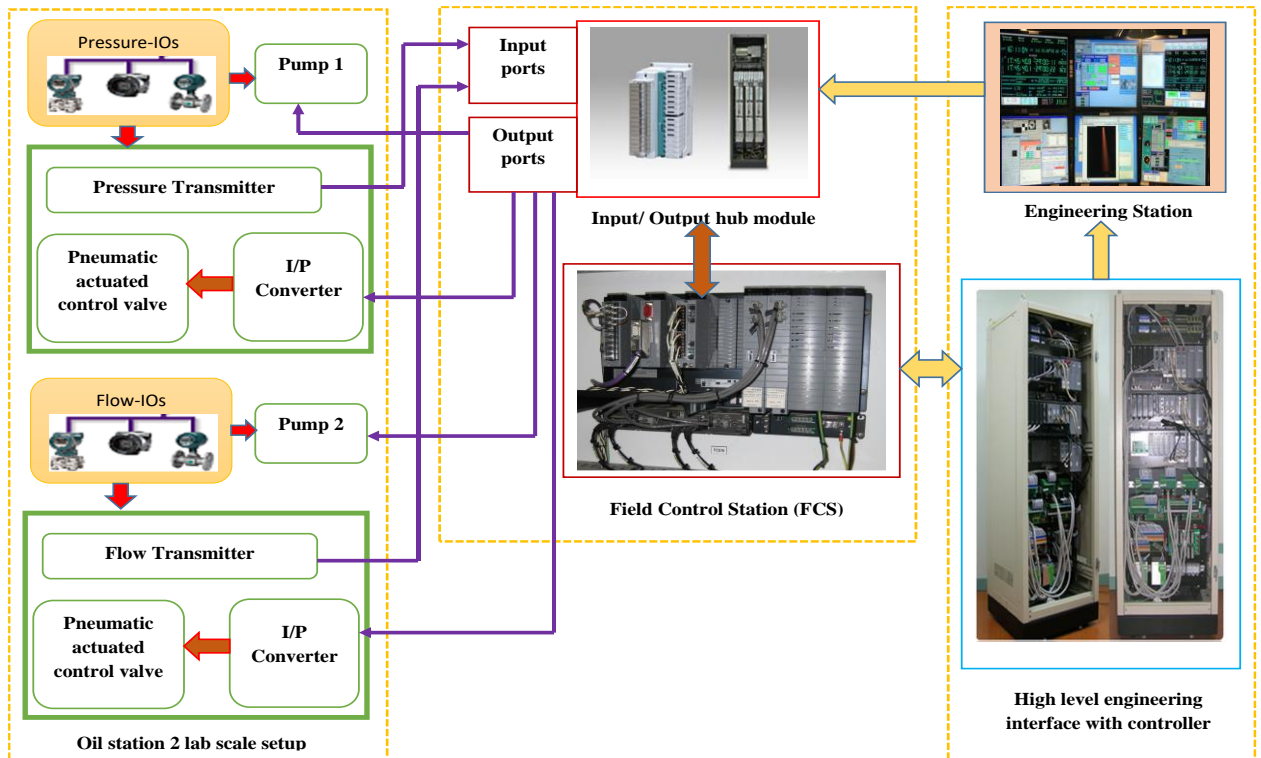 Pressure-IOs
Pump 1
Pressure Transmitter
Pneumatic
actuated
control valve
I/P
Converter
Flow-IOs
Pump 2
Flow Transmitter
Pneumatic
actuated
control valve
I/P
Converter
Oil station 2 lab scale setup
Input
ports
Output
ports
Input/ Output hub module
Field Control Station (FCS)
Engineering Station
High level engineering
interface with controller